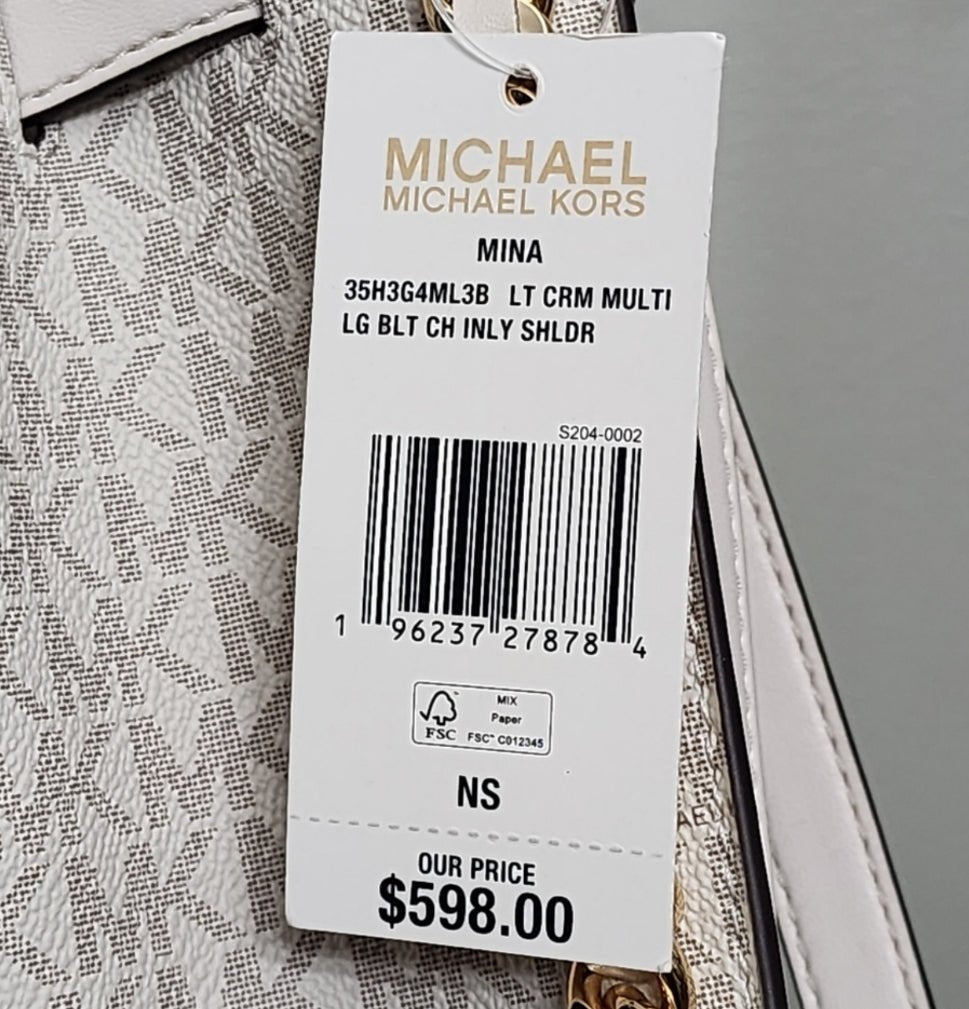 MICHAEL
MICHAEL KORS
MINA
35H3G4ML3B LT CRM MULTI
LG BLT CH INLY SHLDR
S204-0002
1 96237 27878 4
FSC
MIX
Paper
FSC™ C012345
NS
OUR PRICE
$598.00